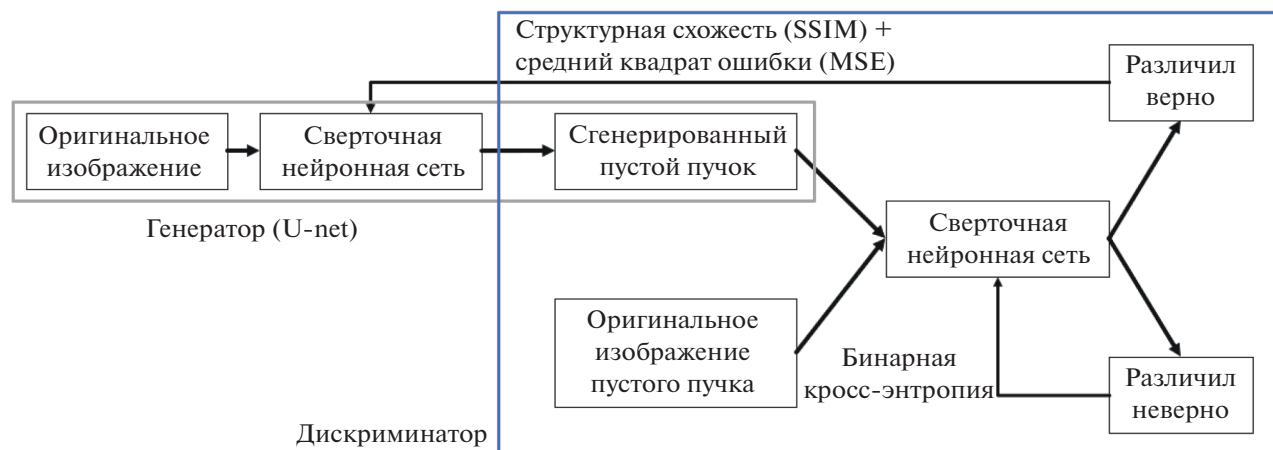 Структурная схожесть (SSIM) +
средний квадрат ошибки (MSE)
Различил
верно
Оригинальное
изображение
Сверточная
нейронная сеть
Сгенерированный
пустой пучок
Генератор (U-net)
Сверточная
нейронная сеть
Оригинальное
изображение
пустого пучка
Бинарная
кросс-энтропия
Различил
неверно
Дискриминатор